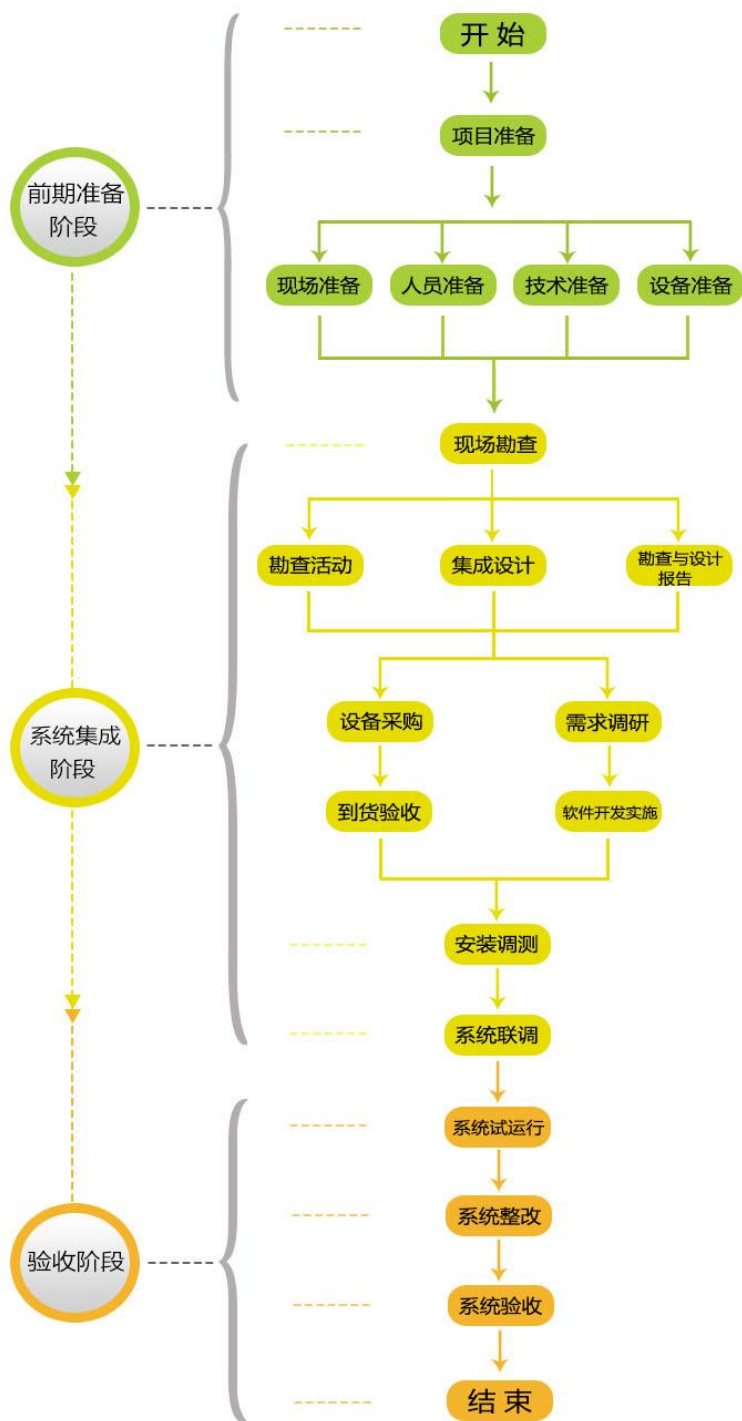 开始
项目准备
前期准备
阶段
现场准备 人员准备 技术准备 设备准备
现场勘查
勘查活动 集成设计 勘查与设计
报告
设备采购 需求调研
系统集成
阶段
到货验收 软件开发实施
安装调测
系统联调
系统试运行
系统整改
验收阶段
系统验收
结束